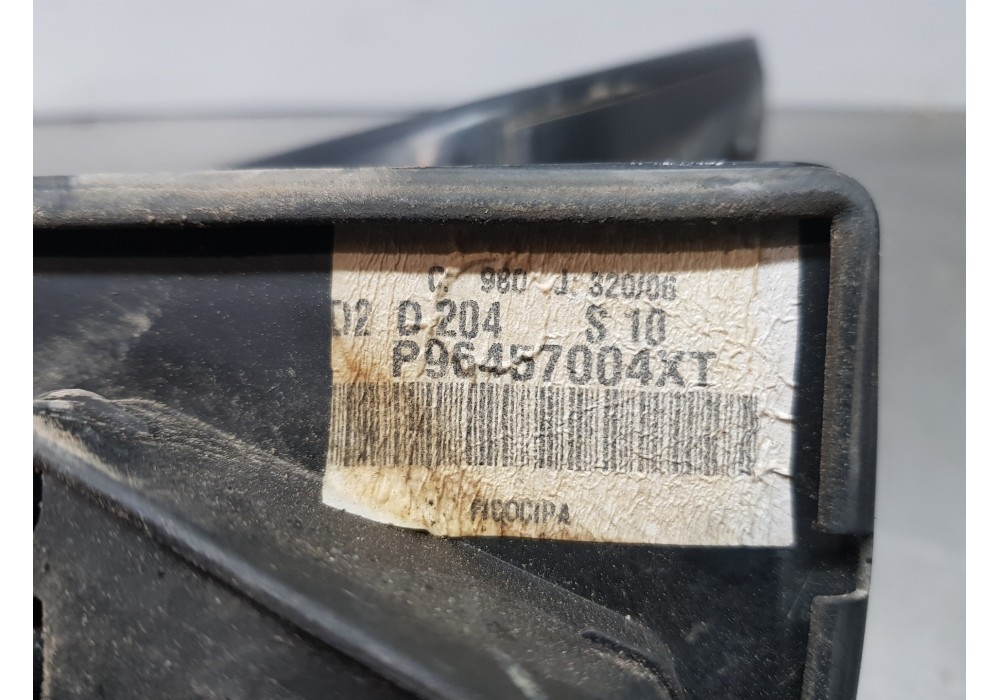 C. 980 J. 320/06
D2 D 204 S 10
P96457004XT
FICOCIPA